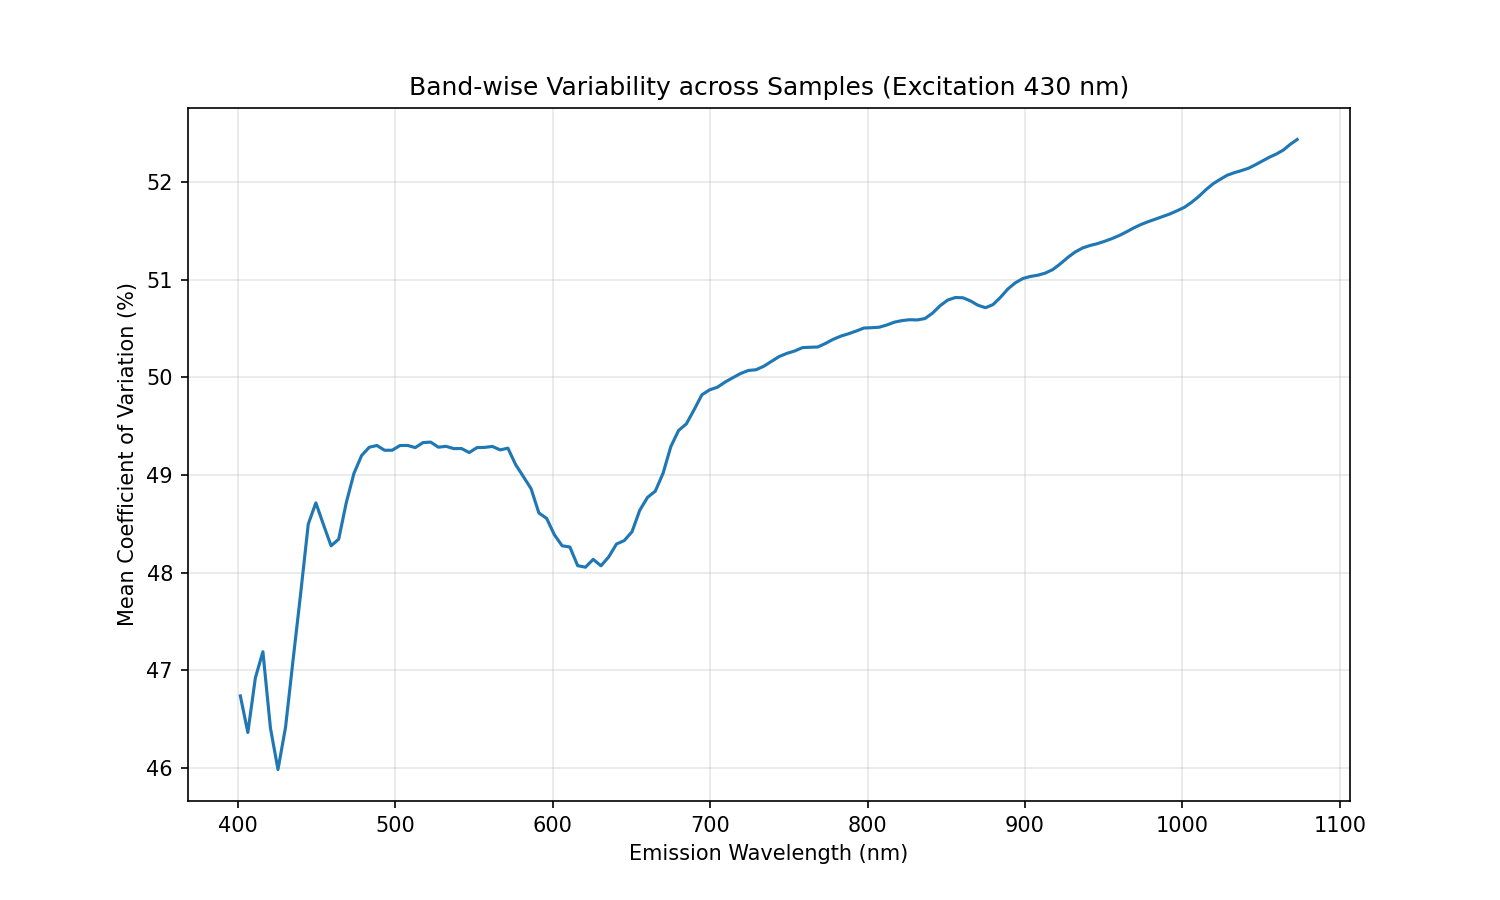 Band-wise Variability across Samples (Excitation 430 nm)
Mean Coefficient of Variation (%)
52
51
50
49
48
47
46
400 500 600 700 800 900 1000 1100
Emission Wavelength (nm)